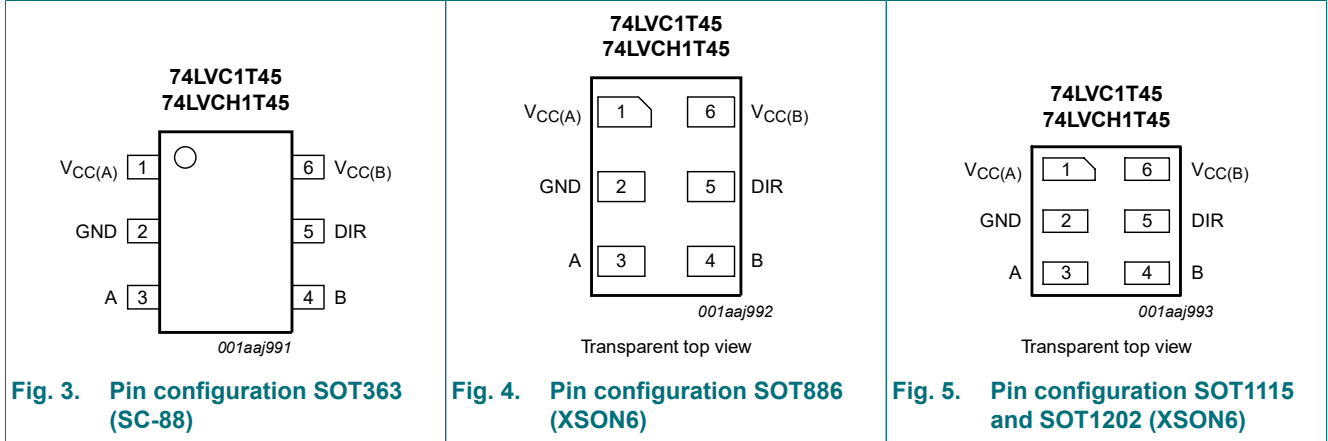 74LVC1T45
74LVCH1T45
VCC(A) 1
6 VCC(B)
GND 2
5 DIR
A 3
4 B
001aaj991
Fig. 3. Pin configuration SOT363
(SC-88)
74LVC1T45
74LVCH1T45
VCC(A) 1
6 VCC(B)
GND 2
5 DIR
A 3
4 B
001aaj992
Transparent top view
Fig. 4. Pin configuration SOT886
(XSON6)
74LVC1T45
74LVCH1T45
VCC(A) 1
6 VCC(B)
GND 2
5 DIR
A 3
4 B
001aaj993
Transparent top view
Fig. 5. Pin configuration SOT1115
and SOT1202 (XSON6)